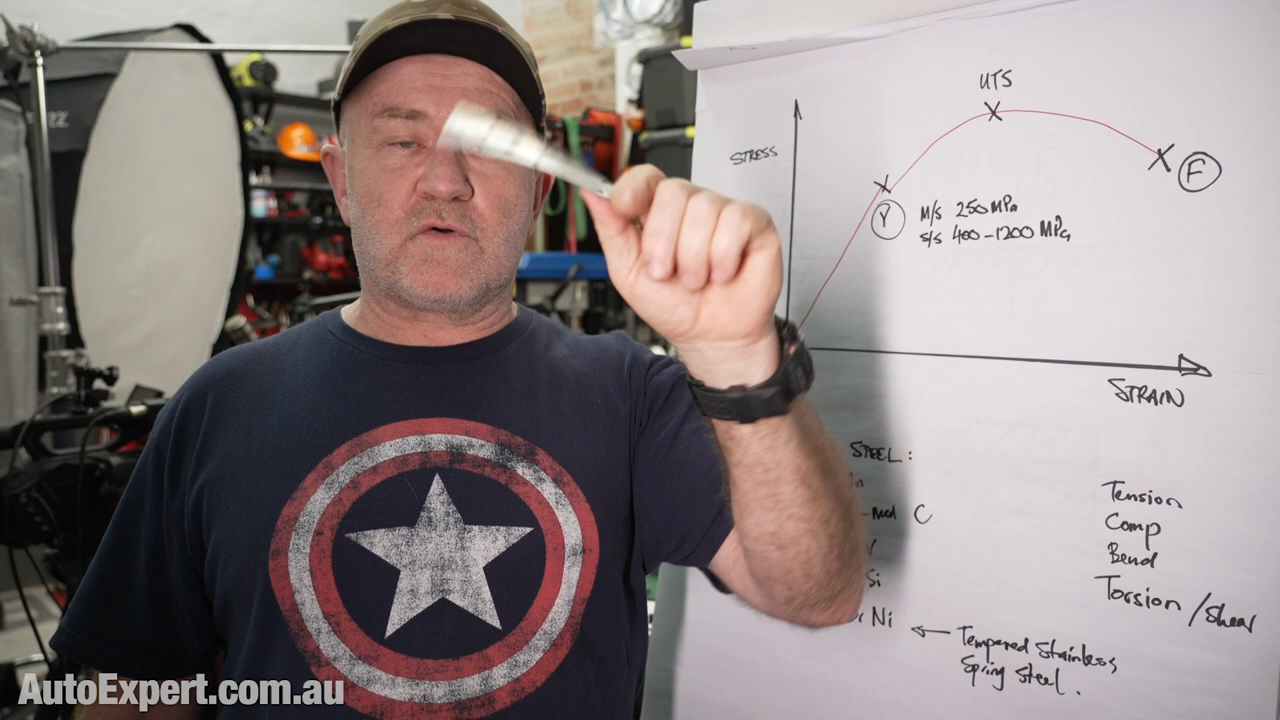 UTS
STRESS
F
Y
M/S 250 MPa
S/S 400-1200 MPa
STRAIN
STEEL:
-Med C
Si
Ni
Tempered Stainless
Spring Steel.
Tension
Comp
Bend
Torsion/Shear
AutoExpert.com.au